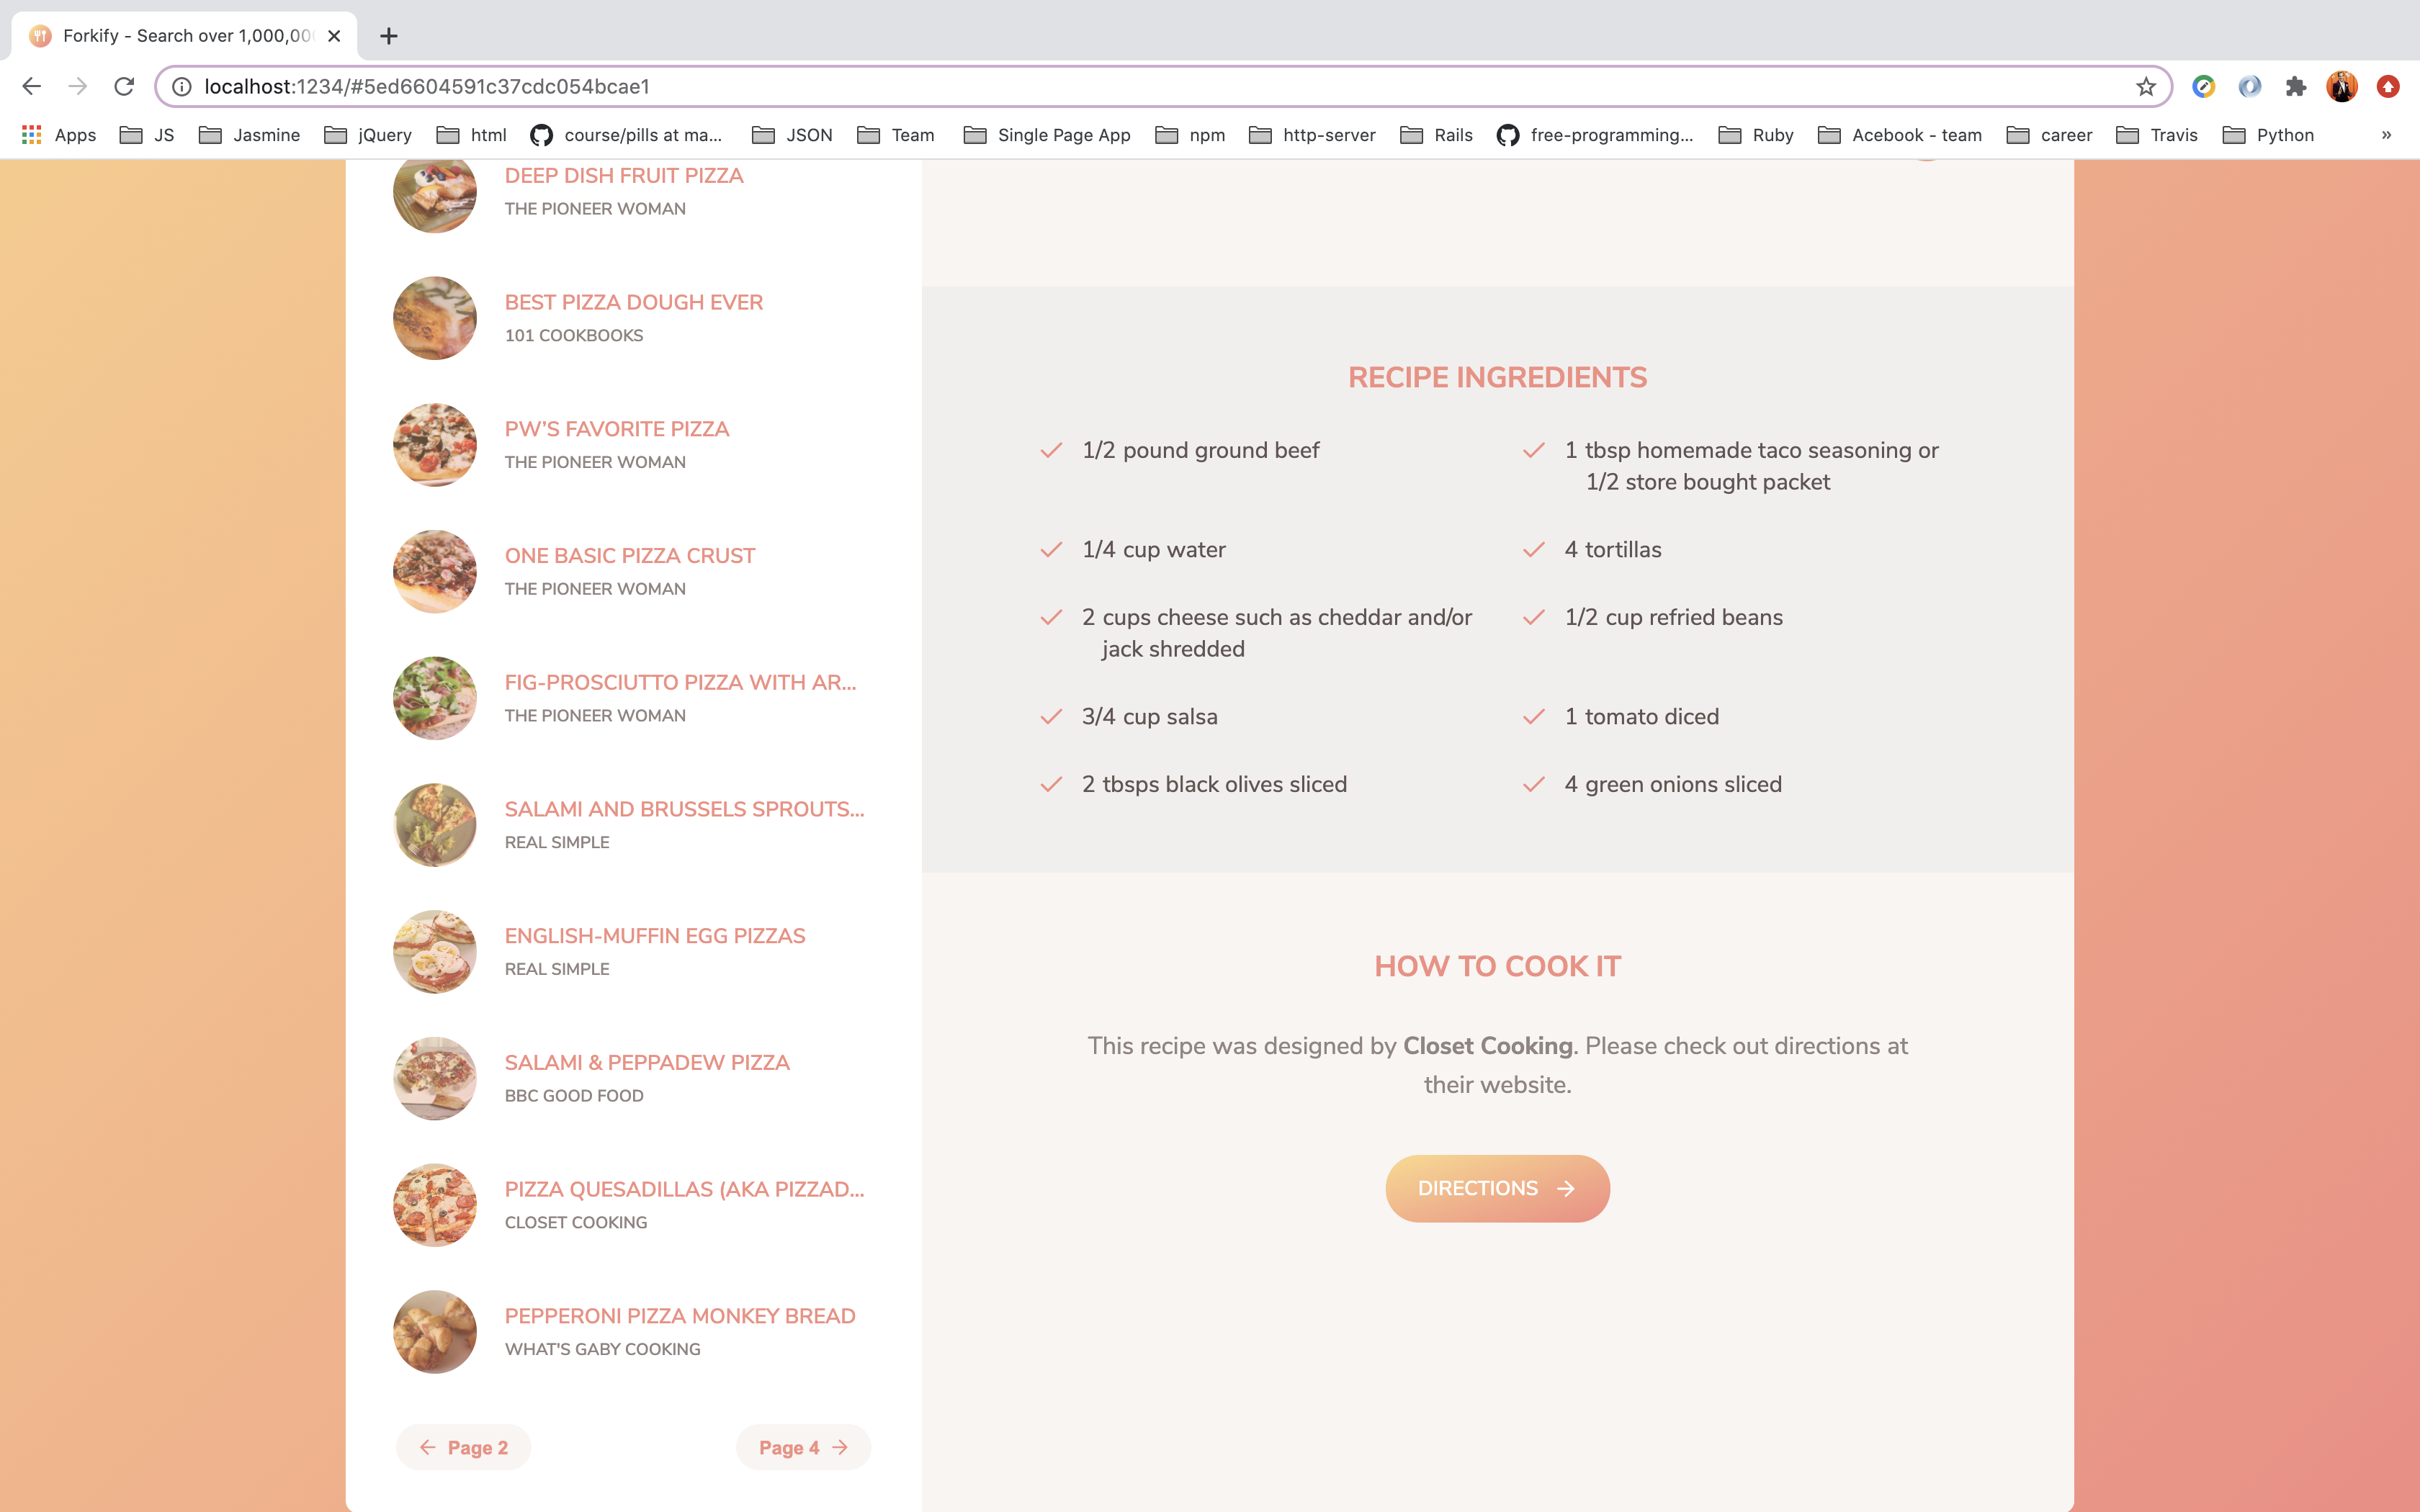 Forkify - Search over 1,000,00
localhost:1234/#5ed6604591c37cdc054bcae1
Apps JS Jasmine jQuery html course/pills at ma... JSON Team Single Page App npm http-server Rails free-programming... Ruby Acebook - team career Travis Python »
DEEP DISH FRUIT PIZZA
THE PIONEER WOMAN
BEST PIZZA DOUGH EVER
101 COOKBOOKS
PW’S FAVORITE PIZZA
THE PIONEER WOMAN
ONE BASIC PIZZA CRUST
THE PIONEER WOMAN
FIG-PROSCIUTTO PIZZA WITH AR...
THE PIONEER WOMAN
SALAMI AND BRUSSELS SPROUTS...
REAL SIMPLE
ENGLISH-MUFFIN EGG PIZZAS
REAL SIMPLE
SALAMI & PEPPADEW PIZZA
BBC GOOD FOOD
PIZZA QUESADILLAS (AKA PIZZAD...
CLOSET COOKING
PEPPERONI PIZZA MONKEY BREAD
WHAT'S GABY COOKING
Page 2
Page 4
RECIPE INGREDIENTS
1/2 pound ground beef
1 tbsp homemade taco seasoning or
1/2 store bought packet
1/4 cup water
4 tortillas
2 cups cheese such as cheddar and/or
jack shredded
1/2 cup refried beans
3/4 cup salsa
1 tomato diced
2 tbsps black olives sliced
4 green onions sliced
HOW TO COOK IT
This recipe was designed by Closet Cooking. Please check out directions at
their website.
DIRECTIONS